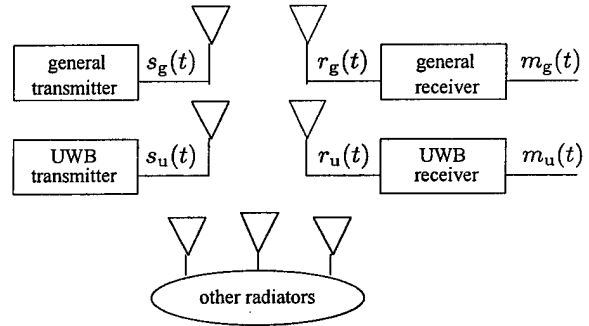 general transmitter
s_g(t)
r_g(t)
general receiver
m_g(t)
UWB transmitter
s_u(t)
r_u(t)
UWB receiver
m_u(t)
other radiators